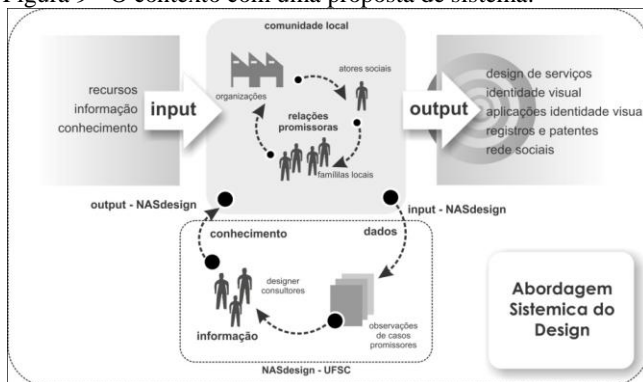 Figura 9 - O contexto com uma proposta de sistema.
comunidade local
recursos
informação
conhecimento
input
organizações
atores sociais
relações
promissoras
famílilas locais
output
design de serviços
identidade visual
aplicações identidade visual
registros e patentes
rede sociais
output - NASdesign
input - NASdesign
conhecimento
dados
designer
consultores
informação
observações
de casos
promissores
NASdesign - UFSC
Abordagem
Sistemica do
Design